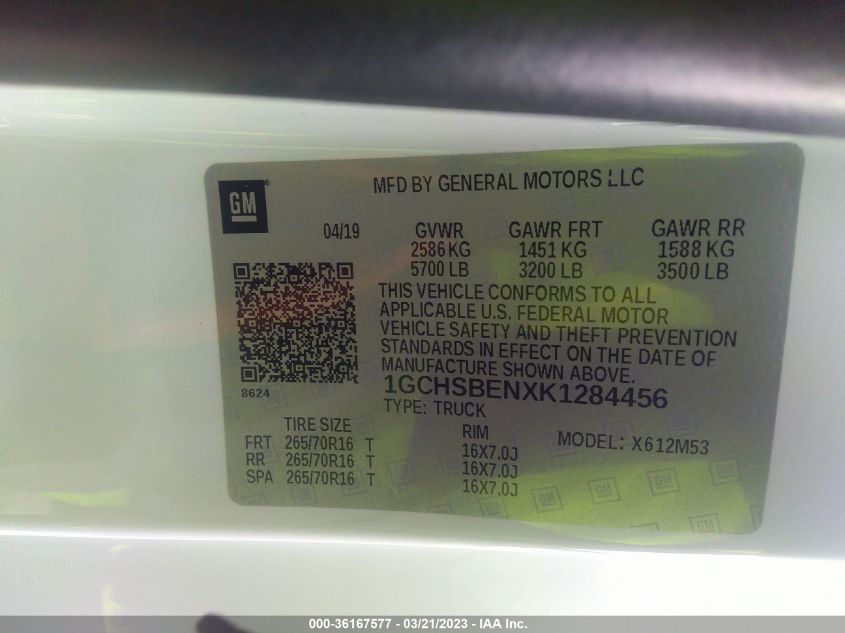 GM
MFD BY GENERAL MOTORS LLC
04/19 GVWR GAWR FRT GAWR RR
2586 KG 1451 KG 1588 KG
5700 LB 3200 LB 3500 LB
THIS VEHICLE CONFORMS TO ALL
APPLICABLE U.S. FEDERAL MOTOR
VEHICLE SAFETY AND THEFT PREVENTION
STANDARDS IN EFFECT ON THE DATE OF
MANUFACTURE SHOWN ABOVE.
8624
1GCHSBENXK1284456
TYPE: TRUCK
TIRE SIZE RIM MODEL: X612M53
FRT 265/70R16 T 16X7.0J
RR 265/70R16 T 16X7.0J
SPA 265/70R16 T 16X7.0J
000-36167577 - 03/21/2023 - IAA Inc.